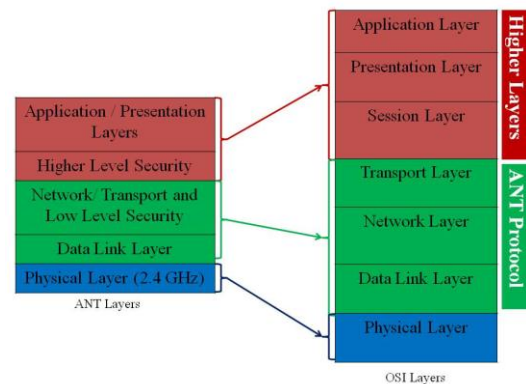 Application / Presentation
Layers
Higher Level Security
Network/ Transport and
Low Level Security
Data Link Layer
Physical Layer (2.4 GHz)
ANT Layers
Application Layer
Presentation Layer
Session Layer
Transport Layer
Network Layer
Data Link Layer
Physical Layer
OSI Layers
Higher Layers
ANT Protocol